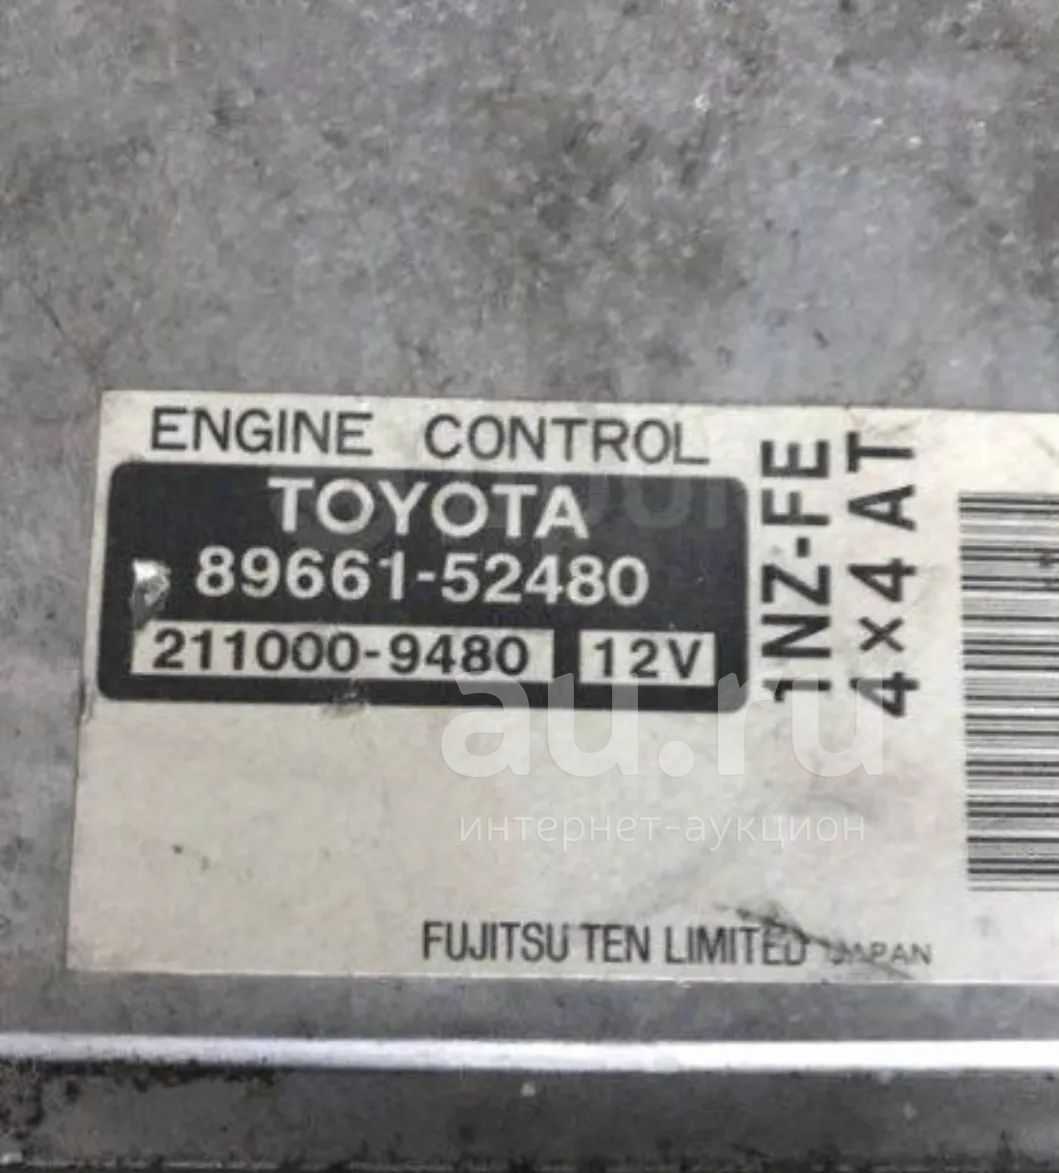 ENGINE CONTROL
TOYOTA
89661-52480
211000-9480 12V
1NZ-FE
4×4 AT
au.ru
интернет-аукцион
FUJITSU TEN LIMITED JAPAN